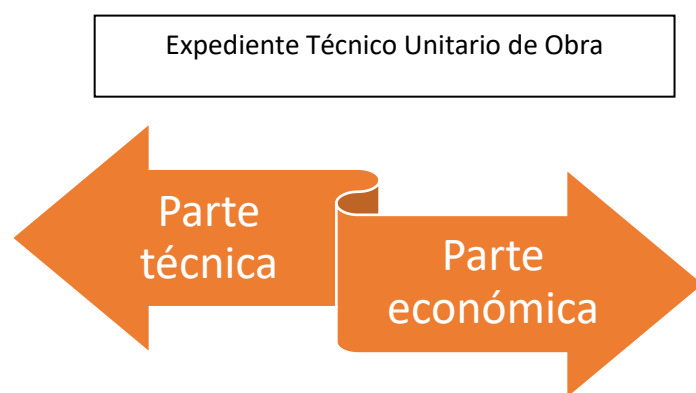 Expediente Técnico Unitario de Obra
Parte
técnica
Parte
económica